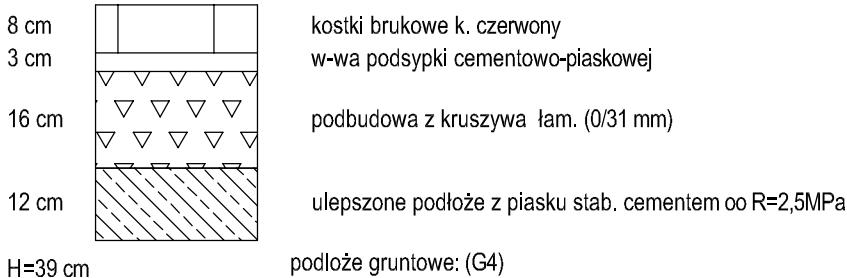 8 cm kostki brukowe k. czerwony
3 cm w-wa podsypki cementowo-piaskowej
16 cm podbudowa z kruszywa łam. (0/31 mm)
12 cm ulepszone podłoże z piasku stab. cementem oo R=2,5MPa
H=39 cm podloże gruntowe: (G4)